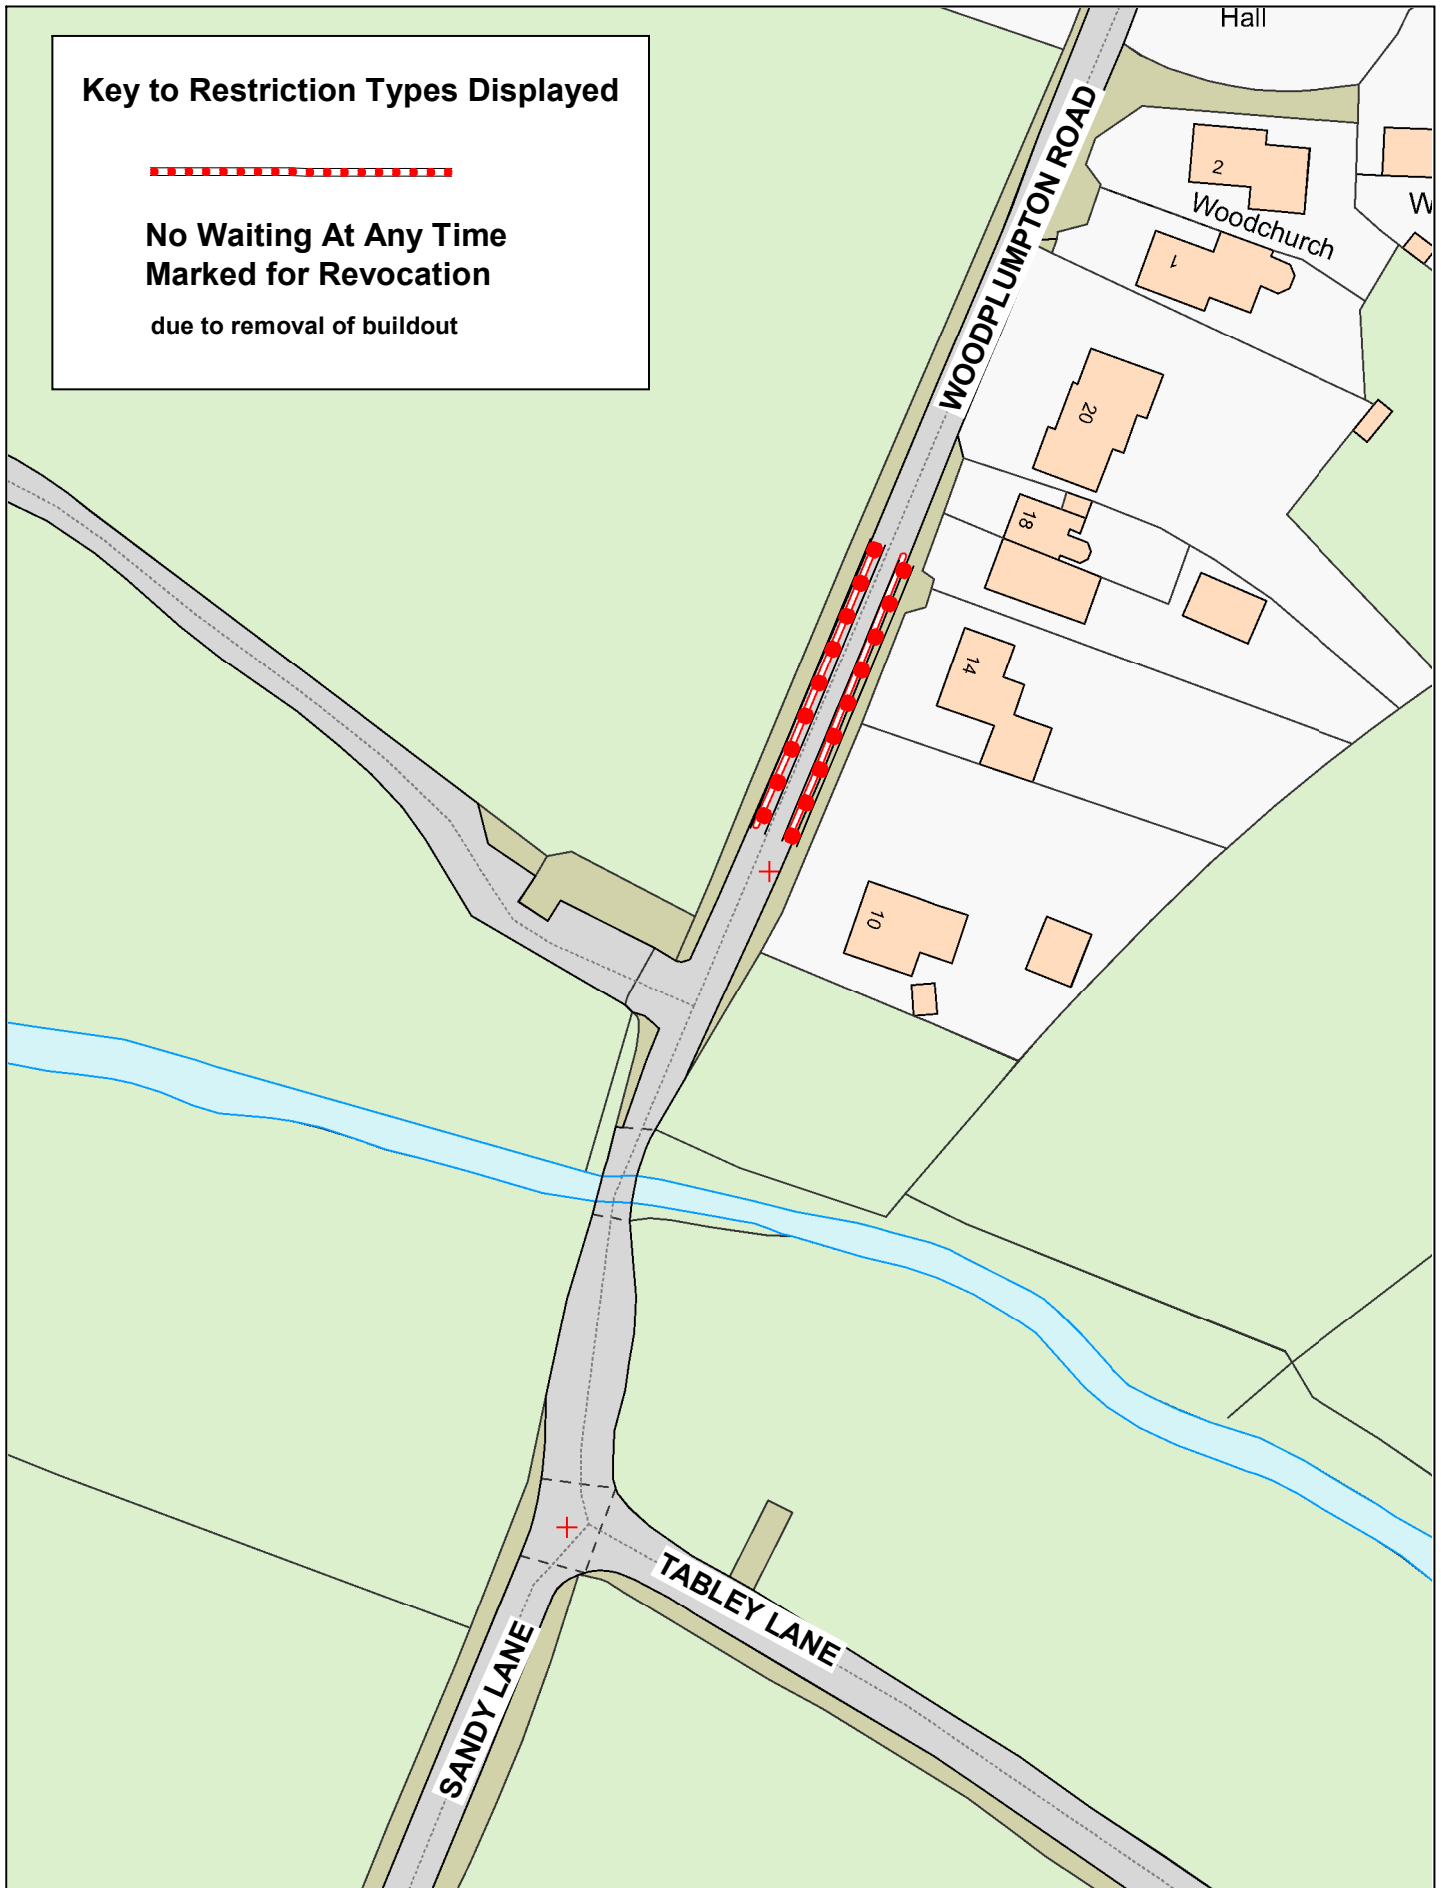 Hall
Key to Restriction Types Displayed
No Waiting At Any Time
Marked for Revocation
due to removal of buildout
WOODPLUMPTON ROAD
2
Woodchurch
W
1
20
18
14
10
TABLEY LANE
SANDY LANE